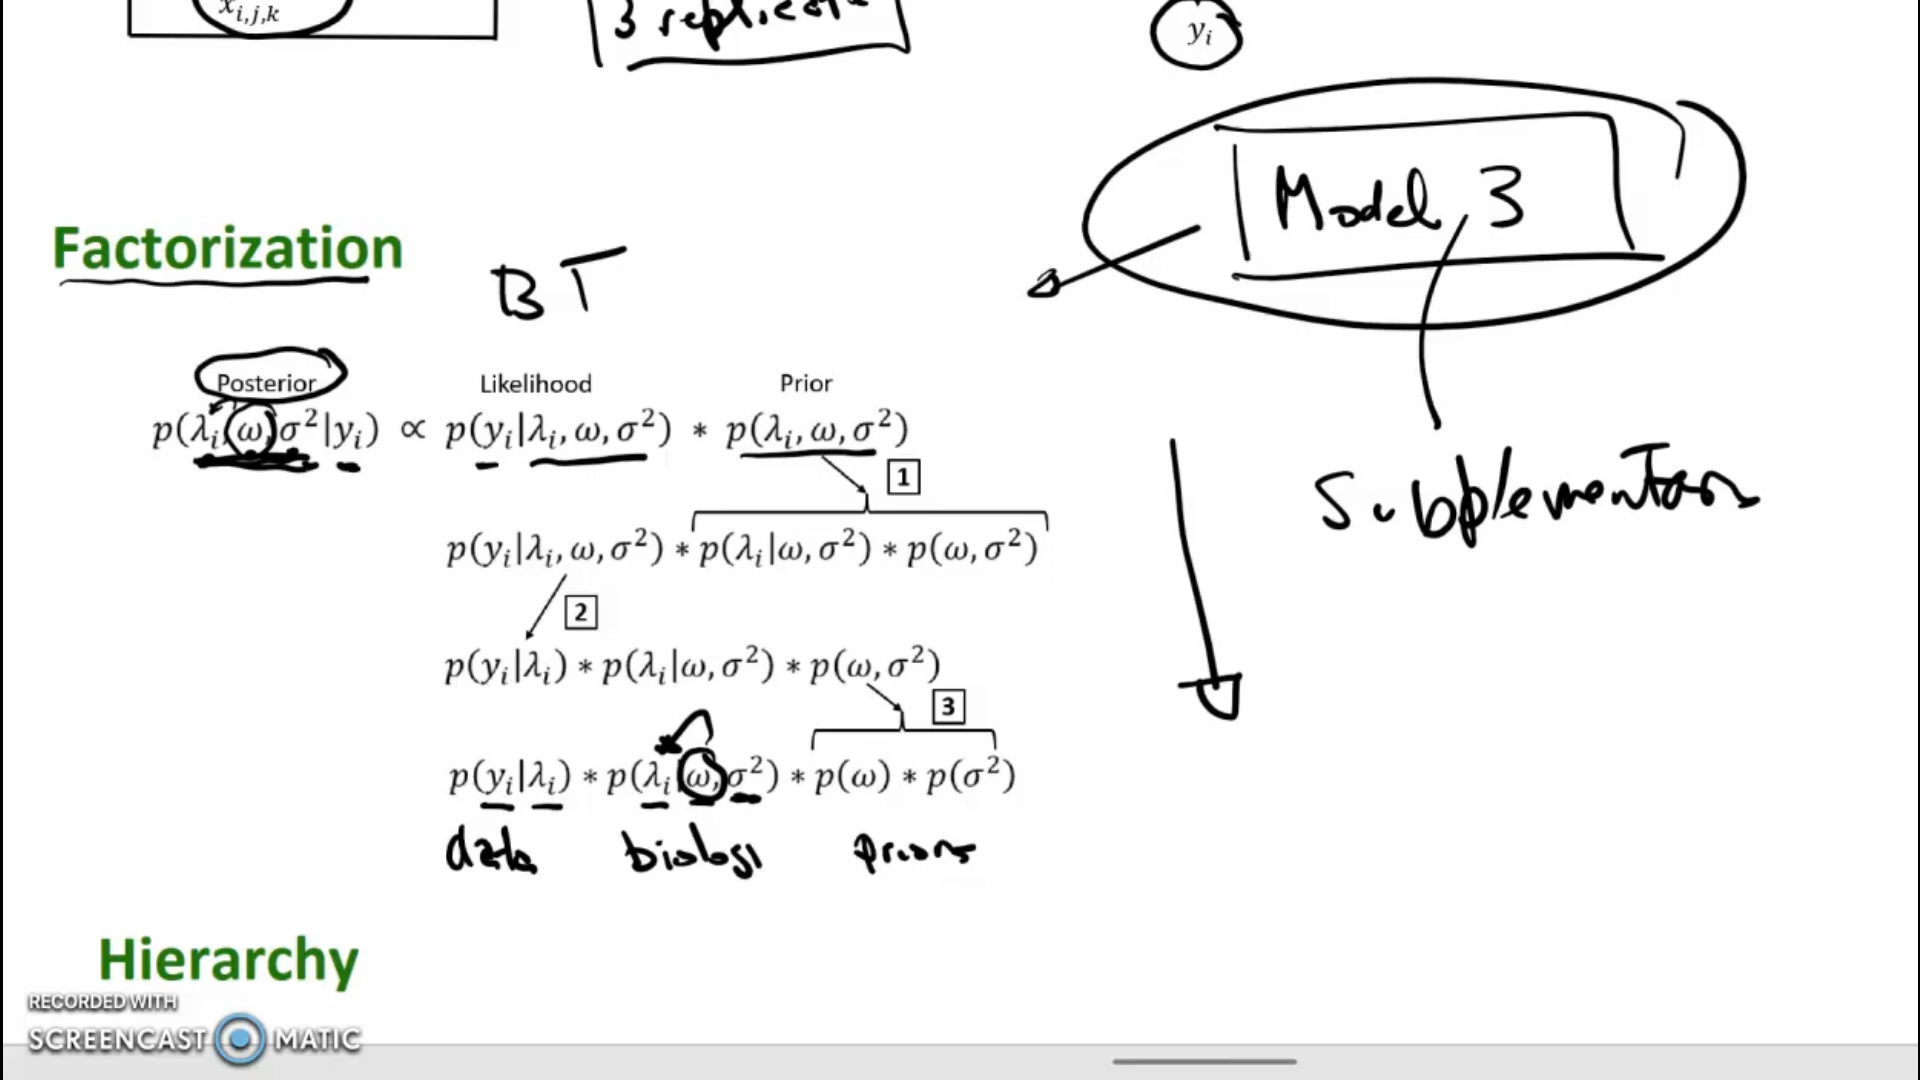 x_{i,j,k}
3 replicate
y_i
Model 3
Factorization
BT
Posterior Likelihood Prior
p(λ_i, ω, σ²|y_i) ∝ p(y_i|λ_i, ω, σ²) * p(λ_i, ω, σ²)
1
Supplementary
p(y_i|λ_i, ω, σ²) * p(λ_i|ω, σ²) * p(ω, σ²)
2
p(y_i|λ_i) * p(λ_i|ω, σ²) * p(ω, σ²)
3
p(y_i|λ_i) * p(λ_i|ω, σ²) * p(ω) * p(σ²)
data biology priors
Hierarchy
RECORDED WITH
SCREENCAST MATIC